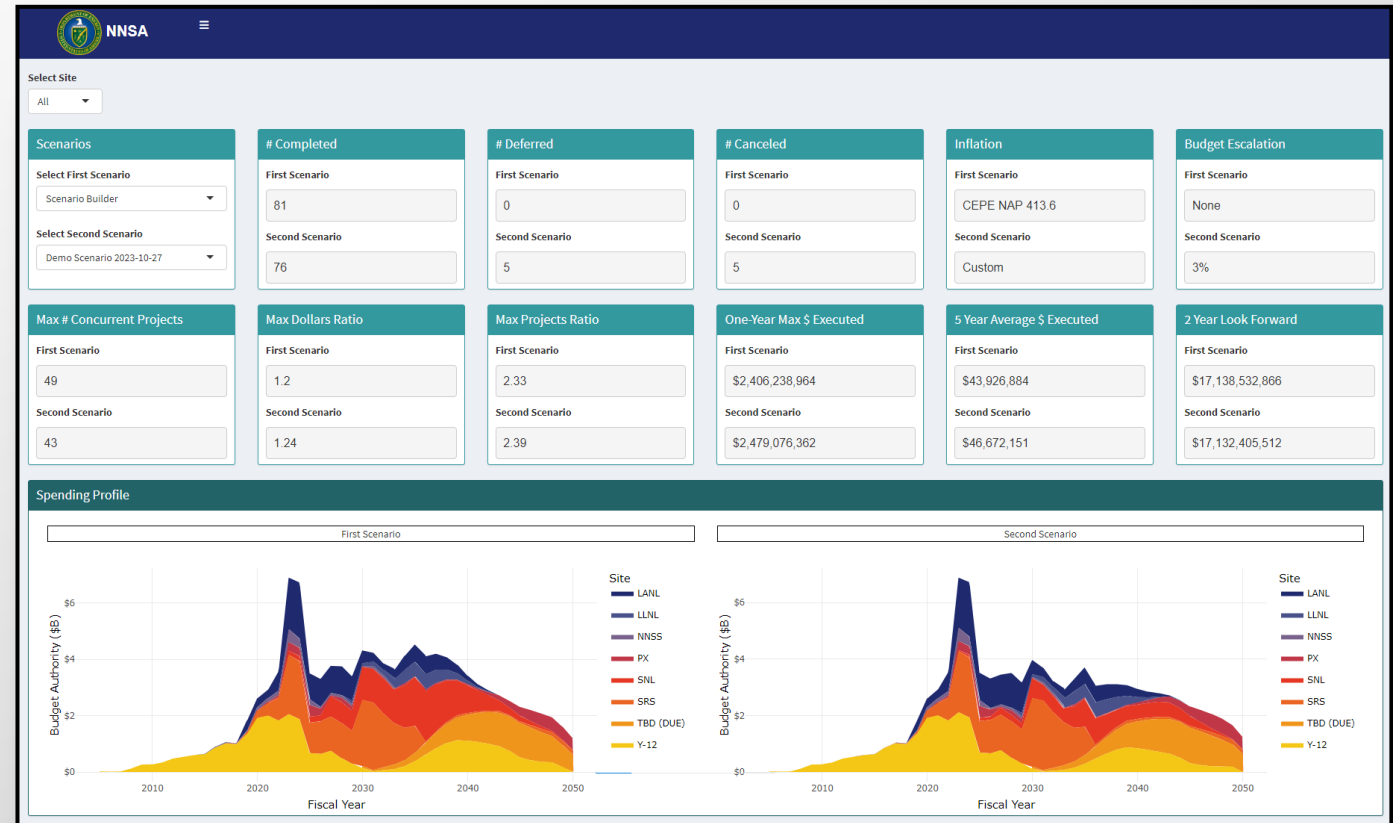 NNSA
Select Site
All
Scenarios
Select First Scenario
Scenario Builder
Select Second Scenario
Demo Scenario 2023-10-27
# Completed
First Scenario
81
Second Scenario
76
# Deferred
First Scenario
0
Second Scenario
5
# Canceled
First Scenario
0
Second Scenario
5
Inflation
First Scenario
CEPE NAP 413.6
Second Scenario
Custom
Budget Escalation
First Scenario
None
Second Scenario
3%
Max # Concurrent Projects
First Scenario
49
Second Scenario
43
Max Dollars Ratio
First Scenario
1.2
Second Scenario
1.24
Max Projects Ratio
First Scenario
2.33
Second Scenario
2.39
One-Year Max $ Executed
First Scenario
$2,406,238,964
Second Scenario
$2,479,076,362
5 Year Average $ Executed
First Scenario
$43,926,884
Second Scenario
$46,672,151
2 Year Look Forward
First Scenario
$17,138,532,866
Second Scenario
$17,132,405,512
Spending Profile
First Scenario
Budget Authority ($B)
$6
$4
$2
$0
2010
2020
2030
2040
2050
Fiscal Year
Site
LANL
LLNL
NNSS
PX
SNL
SRS
TBD (DUE)
Y-12
Second Scenario
Budget Authority ($B)
$6
$4
$2
$0
2010
2020
2030
2040
2050
Fiscal Year
Site
LANL
LLNL
NNSS
PX
SNL
SRS
TBD (DUE)
Y-12